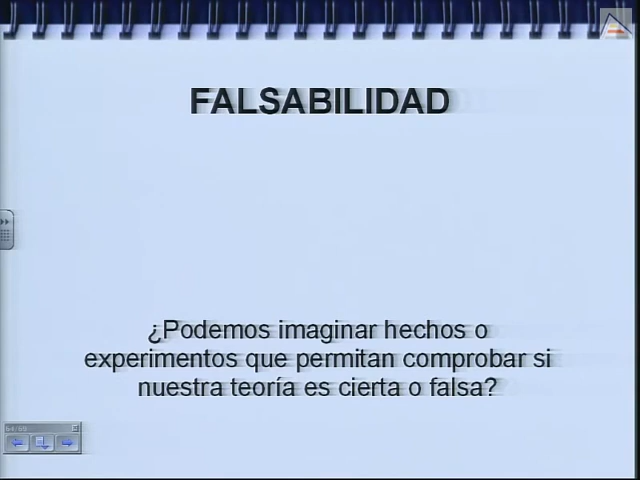 FALSABILIDAD
¿Podemos imaginar hechos o
experimentos que permitan comprobar si
nuestra teoría es cierta o falsa?